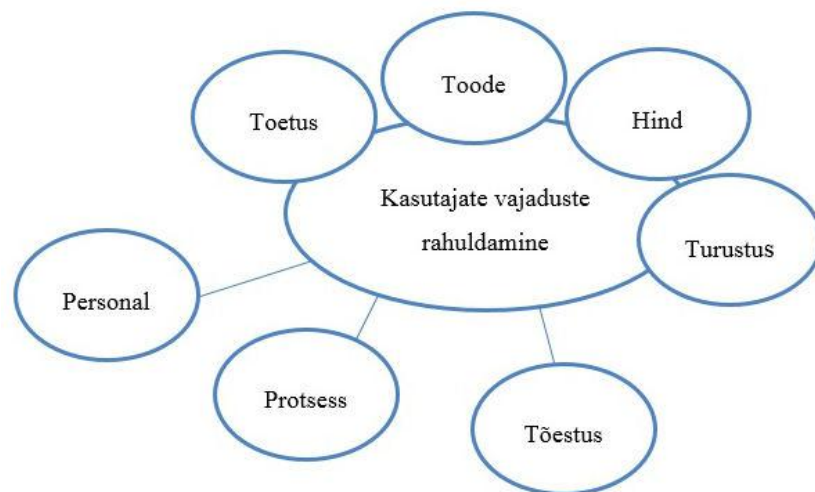 Toode
Toetus
Hind
Kasutajate vajaduste
rahuldamine
Turustus
Personal
Protsess
Tõestus